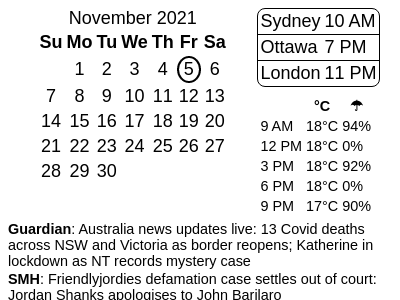 November 2021
Su Mo Tu We Th Fr Sa
1 2 3 4 5 6
7 8 9 10 11 12 13
14 15 16 17 18 19 20
21 22 23 24 25 26 27
28 29 30
Sydney 10 AM
Ottawa 7 PM
London 11 PM
°C ☂
9 AM 18°C 94%
12 PM 18°C 0%
3 PM 18°C 92%
6 PM 18°C 0%
9 PM 17°C 90%
Guardian: Australia news updates live: 13 Covid deaths
across NSW and Victoria as border reopens; Katherine in
lockdown as NT records mystery case
SMH: Friendlyjordies defamation case settles out of court:
Jordan Shanks apologises to John Barilaro